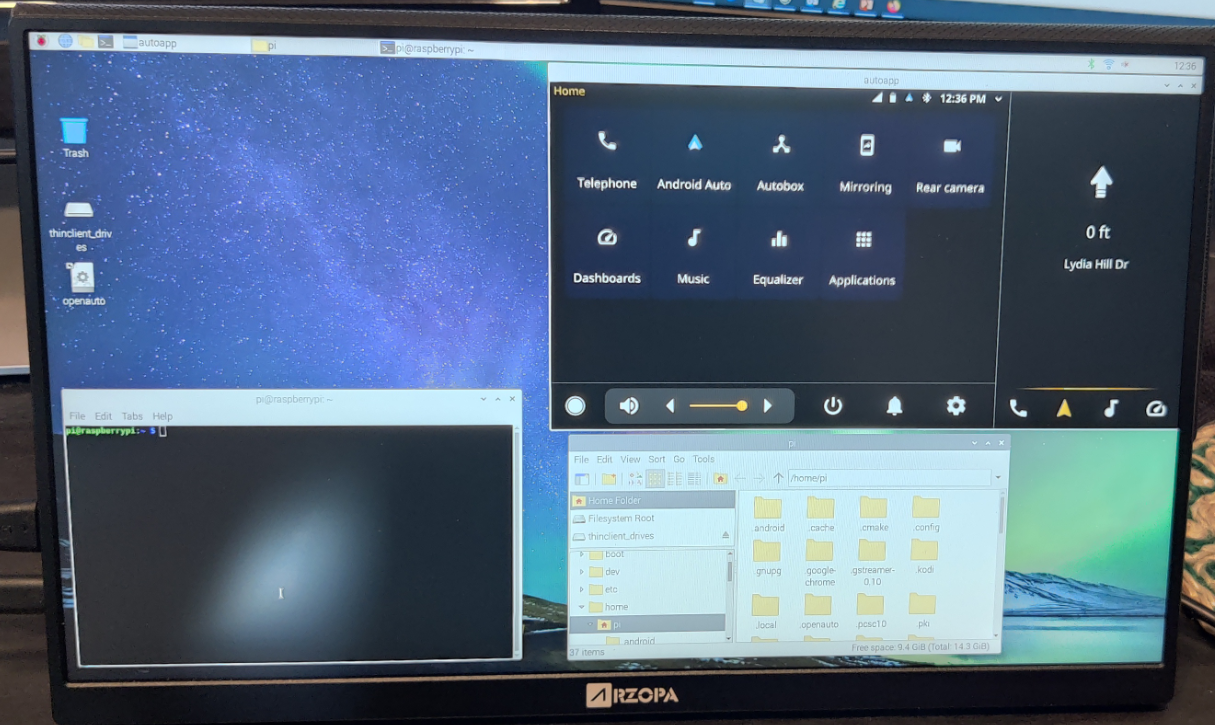 autoapp
pi
pi@raspberrypi: ~
12:36
Trash
thinclient_driv
es
openauto
autoapp
Home
12:36 PM
Telephone
Android Auto
Autobox
Mirroring
Rear camera
Dashboards
Music
Equalizer
Applications
0 ft
Lydia Hill Dr
pi@raspberrypi: ~
File Edit Tabs Help
pi@raspberrypi:~ $
pi
File Edit View Sort Go Tools
/home/pi
Home Folder
Filesystem Root
thinclient_drives
boot
dev
etc
home
pi
android
.android
.cache
.cmake
.config
.gnupg
.google-
chrome
.gstreamer-
0.10
.kodi
.local
.openauto
.pcsc10
.pki
37 items
Free space: 9.4 GiB (Total: 14.3 GiB)
ARZOPA